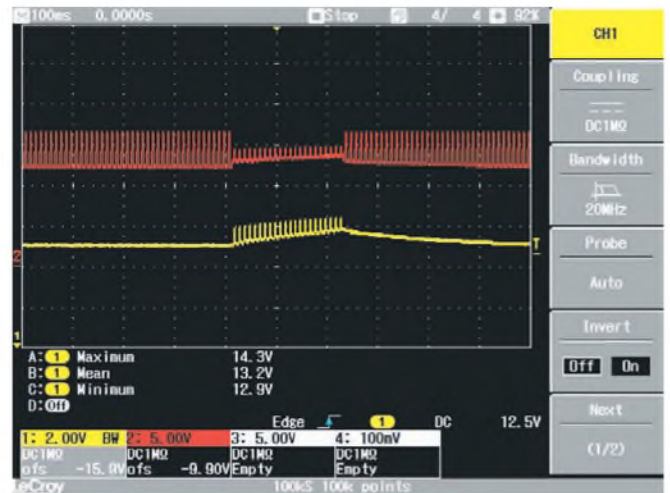 100ms 0.0000s Stop 4/ 4 92%
CH1
Coupling
DC1MΩ
Bandwidth
20MHz
Probe
Auto
Invert
Off On
Next
(1/2)
2
T
1
A: 1 Maximum 14.3V
B: 1 Mean 13.2V
C: 1 Minimum 12.9V
D: Off
Edge 1 DC 12.5V
1: 2.00V BW 2: 5.00V 3: 5.00V 4: 100mV
DC1MΩ DC1MΩ DC1MΩ DC1MΩ
ofs -15.0V ofs -9.90V Empty Empty
LeCroy 100kS 100k points